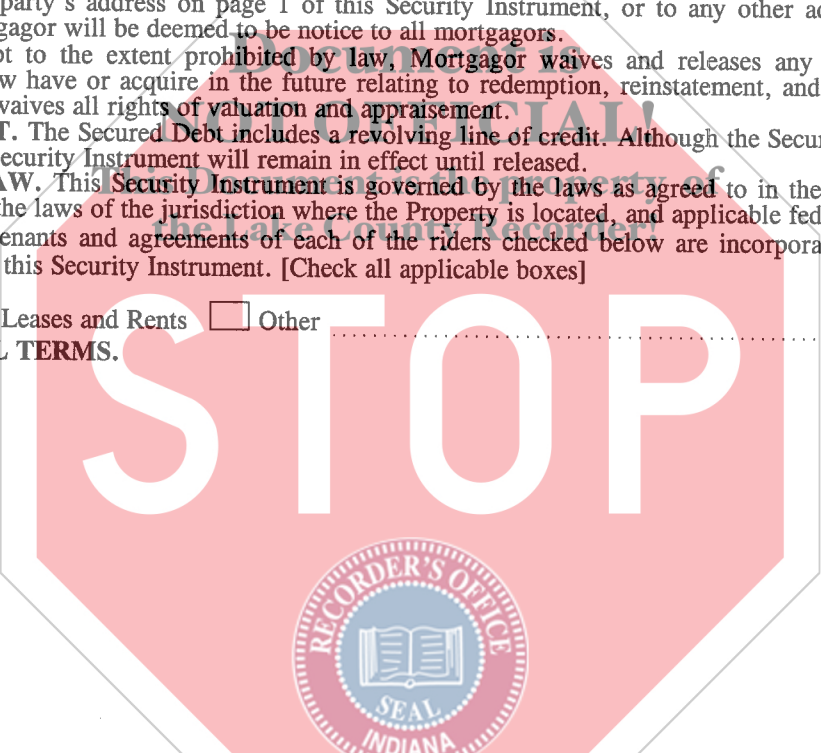 party's address on page 1 of this Security Instrument, or to any other
gagor will be deemed to be notice to all mortgagors.
pt to the extent prohibited by law, Mortgagor waives and releases any
w have or acquire in the future relating to redemption, reinstatement, and
waives all rights of valuation and appraisement.
T. The Secured Debt includes a revolving line of credit. Although the Secur
ecurity Instrument will remain in effect until released.
AW. This Security Instrument is governed by the laws as agreed to in the
he laws of the jurisdiction where the Property is located, and applicable fed
enants and agreements of each of the riders checked below are incorpora
this Security Instrument. [Check all applicable boxes]
Leases and Rents Other
L TERMS.
Document is
NOT OFFICIAL!
This Document is the property of
the Lake County Recorder!
STOP
RECORDER'S OFFICE
SEAL
INDIANA